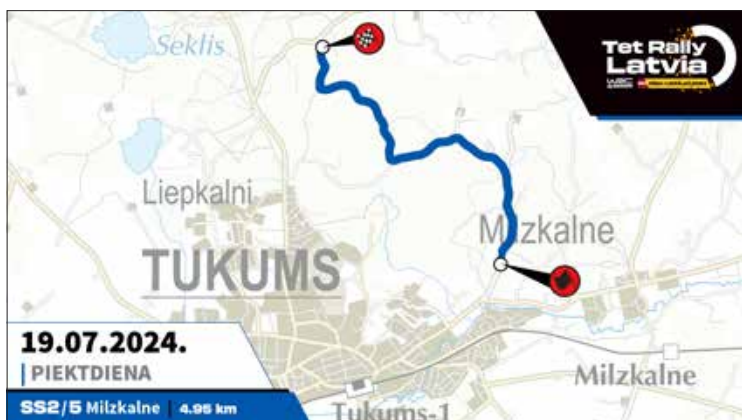 Seklis
Tet Rally
Latvia
WRC
Liepkalni
Milzkalne
TUKUMS
19.07.2024.
PIEKTDIENA
Milzkalne
SS2/5 Milzkalne | 4.95 km
Tukums-1